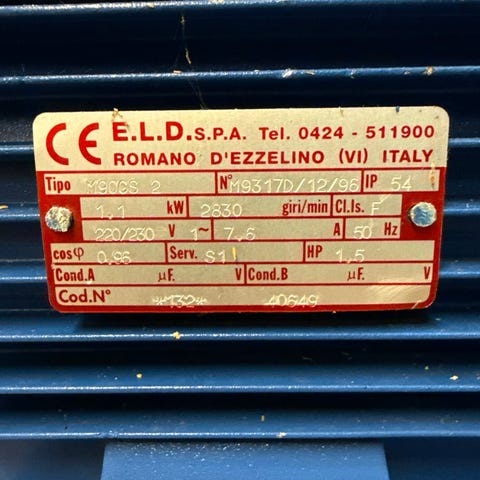 CE E.L.D. S.P.A. Tel. 0424 - 511900
ROMANO D'EZZELINO (VI) ITALY
Tipo M90CS 2 N° M9317D/12/96 IP 54
1,1 kW 2830 giri/min Cl.Is. F
220/230 V 1~ 7,6 A 50 Hz
cosφ 0.96 Serv. S1 HP 1,5
Cond.A µF. V Cond.B µF. V
Cod.N° **132* 40649